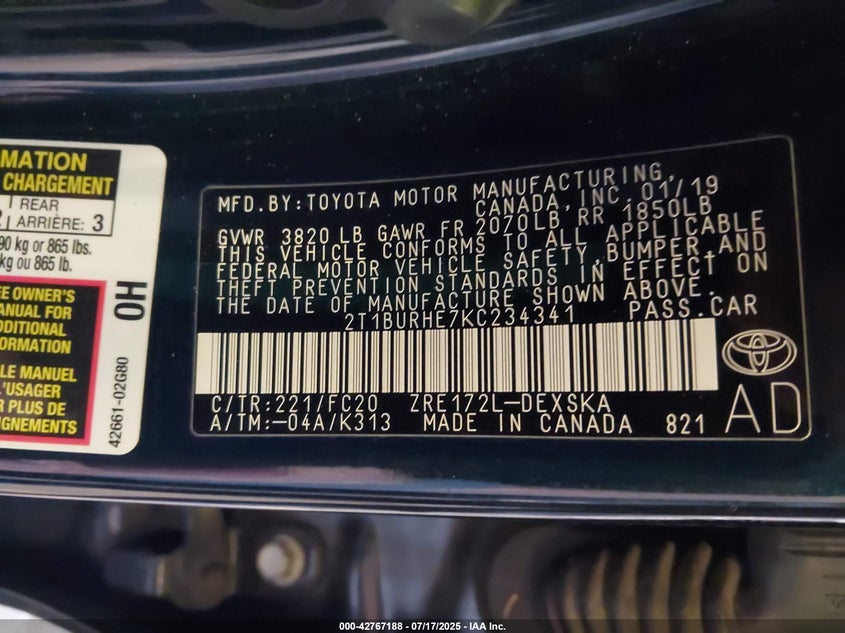 MATION
CHARGEMENT
REAR
ARRIÈRE: 3
90 kg or 865 lbs.
kg ou 865 lb.
EE OWNER'S
ANUAL FOR
DDITIONAL
FORMATION
LE MANUEL
L'USAGER
R PLUS DE
EIGNEMENTS
OH
42661-02G80
MFD.BY:TOYOTA MOTOR MANUFACTURING,
CANADA,INC.01/19
GVWR 3820 LB GAWR FR 2070LB RR 1850LB
THIS VEHICLE CONFORMS TO ALL APPLICABLE
FEDERAL MOTOR VEHICLE SAFETY,BUMPER,AND
THEFT PREVENTION STANDARDS IN EFFECT ON
THE DATE OF MANUFACTURE SHOWN ABOVE.
2T1BURHE7KC234341 PASS.CAR
C/TR:221/FC20 ZRE172L-DEXSKA
A/TM:-04A/K313 MADE IN CANADA 821
AD
000-42767188 - 07/17/2025 - IAA Inc.